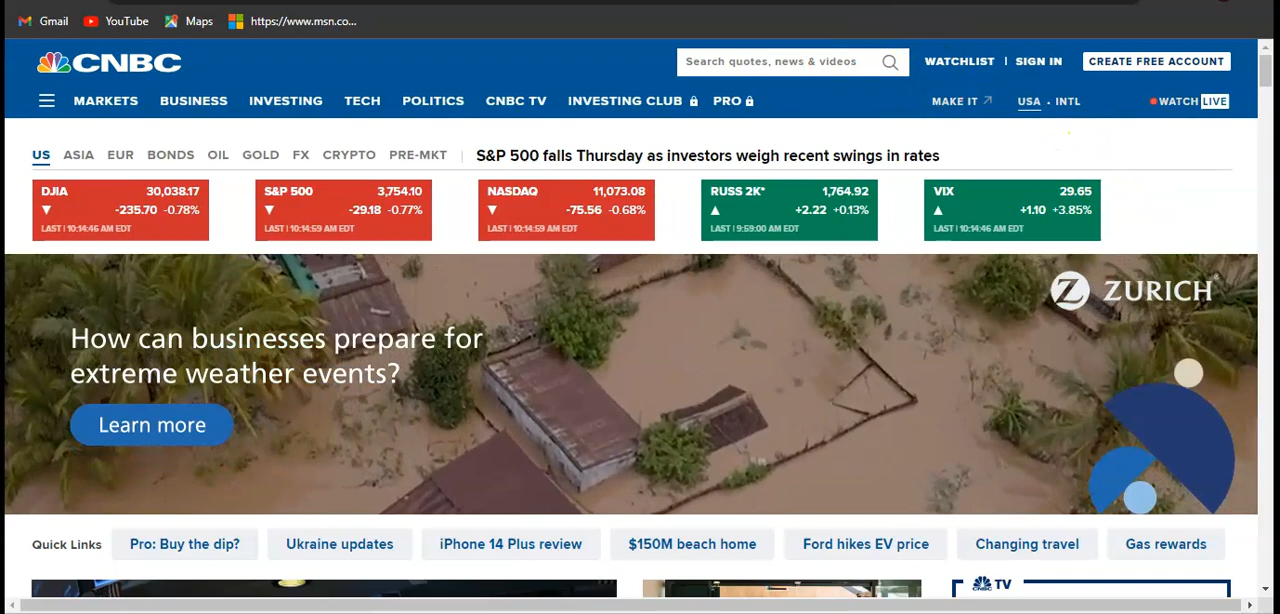 Gmail YouTube Maps https://www.msn.co...
CNBC Search quotes, news & videos WATCHLIST | SIGN IN CREATE FREE ACCOUNT
MARKETS BUSINESS INVESTING TECH POLITICS CNBC TV INVESTING CLUB PRO MAKE IT USA · INTL WATCH LIVE
US ASIA EUR BONDS OIL GOLD FX CRYPTO PRE-MKT | S&P 500 falls Thursday as investors weigh recent swings in rates
DJIA 30,038.17
▼ -235.70 -0.78%
LAST | 10:14:46 AM EDT
S&P 500 3,754.10
▼ -29.18 -0.77%
LAST | 10:14:59 AM EDT
NASDAQ 11,073.08
▼ -75.56 -0.68%
LAST | 10:14:59 AM EDT
RUSS 2K* 1,764.92
▲ +2.22 +0.13%
LAST | 9:59:00 AM EDT
VIX 29.65
▲ +1.10 +3.85%
LAST | 10:14:46 AM EDT
Z ZURICH®
How can businesses prepare for
extreme weather events?
Learn more
Quick Links Pro: Buy the dip? Ukraine updates iPhone 14 Plus review $150M beach home Ford hikes EV price Changing travel Gas rewards
CNBC TV